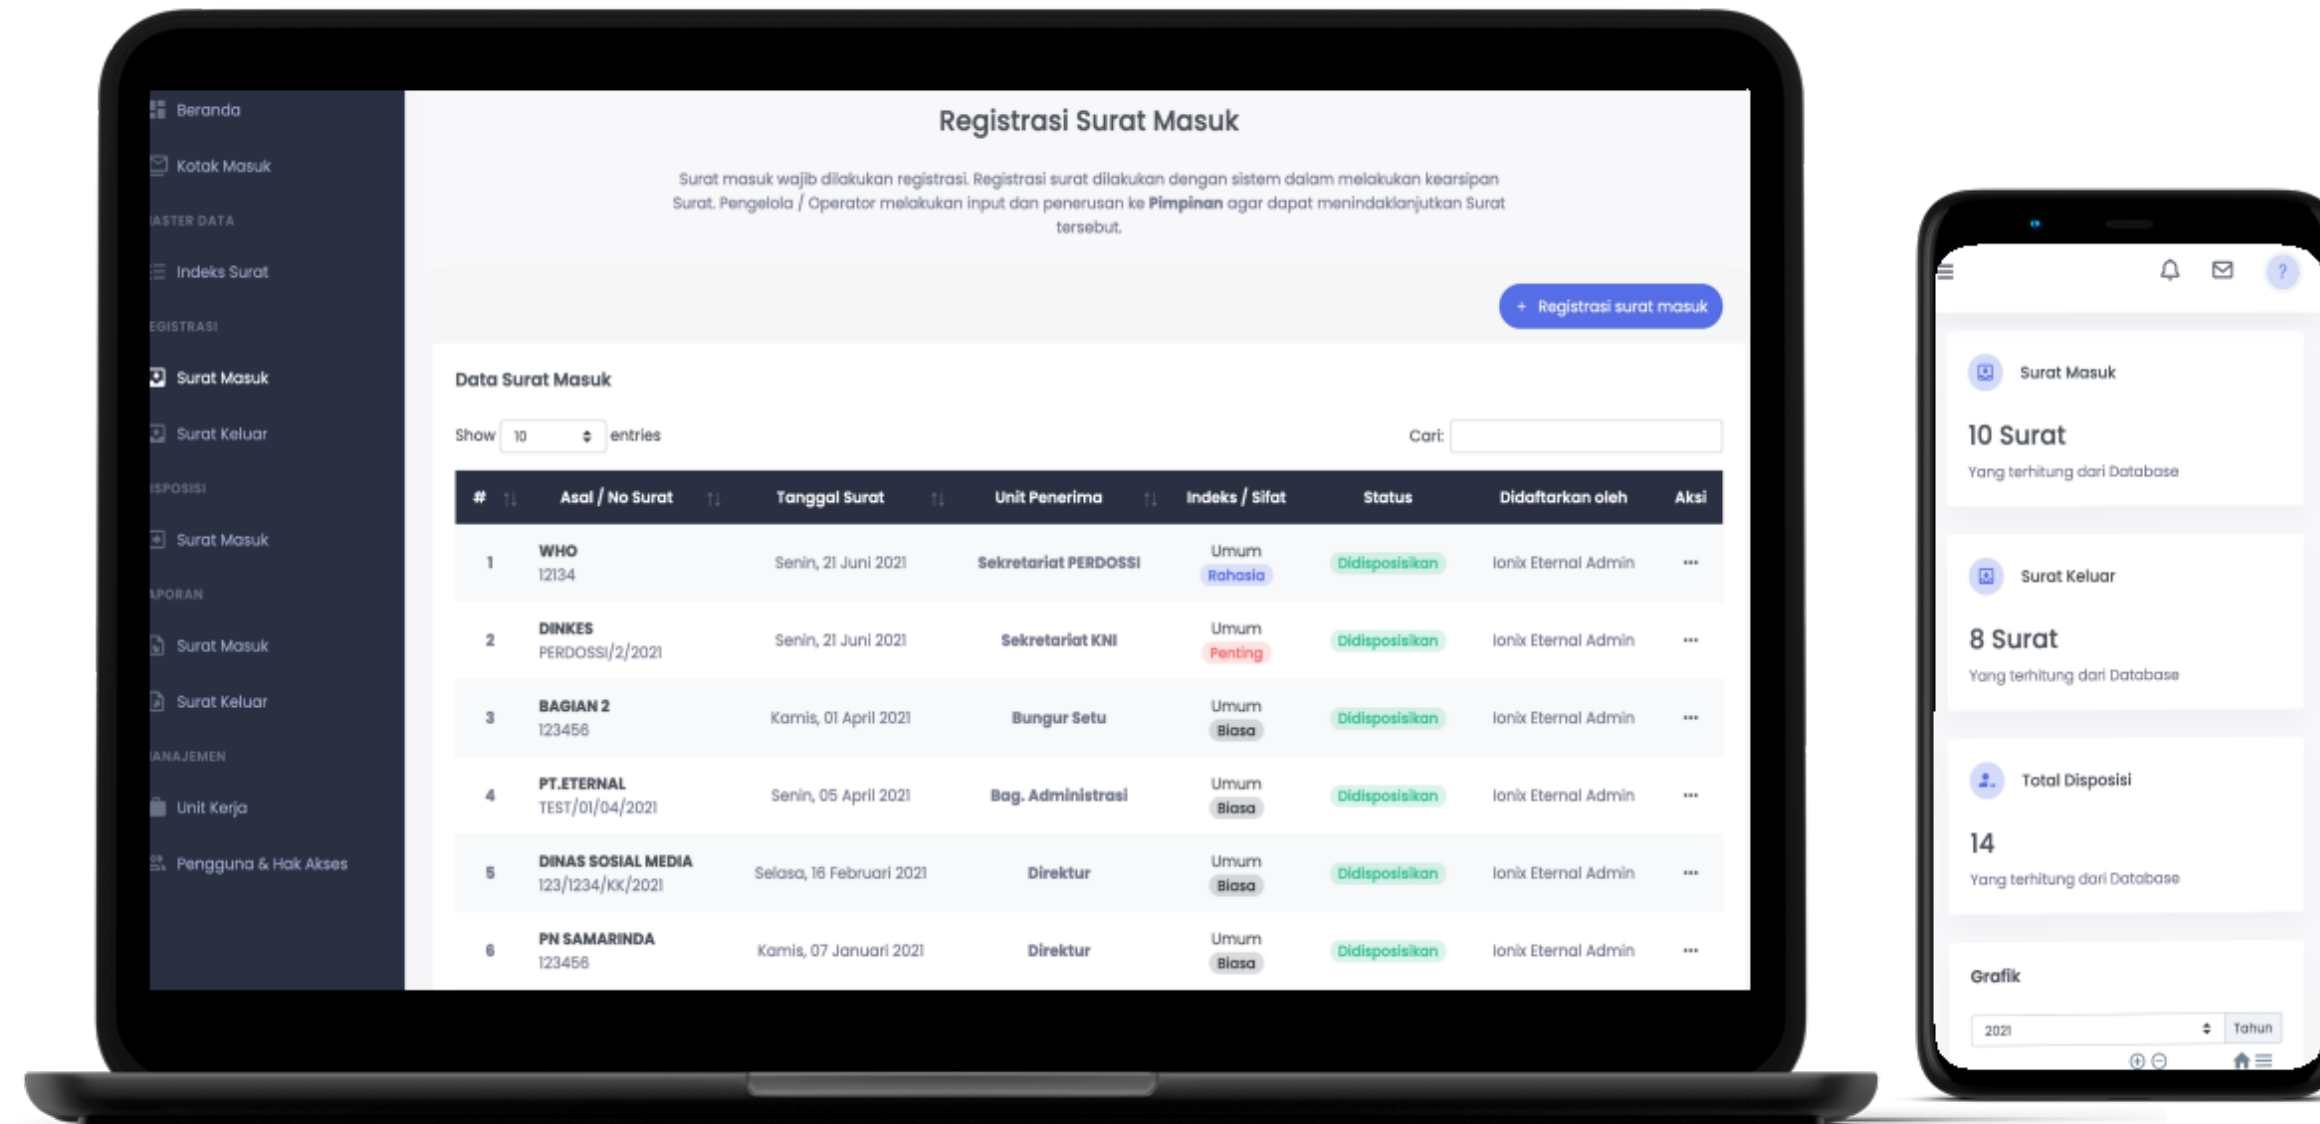 Beranda
Kotak Masuk
ASTER DATA
Indeks Surat
EGISTRASI
Surat Masuk
Surat Keluar
ISPOSISI
Surat Masuk
APORAN
Surat Masuk
Surat Keluar
ANAJEMEN
Unit Kerja
Pengguna & Hak Akses
Registrasi Surat Masuk
Surat masuk wajib dilakukan registrasi. Registrasi surat dilakukan dengan sistem dalam melakukan kearsipan
Surat. Pengelola / Operator melakukan input dan penerusan ke Pimpinan agar dapat menindaklanjutkan Surat
tersebut.
+ Registrasi surat masuk
Data Surat Masuk
Show 10 entries Cari:
# Asal / No Surat Tanggal Surat Unit Penerima Indeks / Sifat Status Didaftarkan oleh Aksi
1 WHO 12134 Senin, 21 Juni 2021 Sekretariat PERDOSSI Umum Rahasia Didisposisikan Ionix Eternal Admin ...
2 DINKES PERDOSSI/2/2021 Senin, 21 Juni 2021 Sekretariat KNI Umum Penting Didisposisikan Ionix Eternal Admin ...
3 BAGIAN 2 123456 Kamis, 01 April 2021 Bungur Setu Umum Biasa Didisposisikan Ionix Eternal Admin ...
4 PT.ETERNAL TEST/01/04/2021 Senin, 05 April 2021 Bag. Administrasi Umum Biasa Didisposisikan Ionix Eternal Admin ...
5 DINAS SOSIAL MEDIA 123/1234/KK/2021 Selasa, 16 Februari 2021 Direktur Umum Biasa Didisposisikan Ionix Eternal Admin ...
6 PN SAMARINDA 123456 Kamis, 07 Januari 2021 Direktur Umum Biasa Didisposisikan Ionix Eternal Admin ...
?
Surat Masuk
10 Surat
Yang terhitung dari Database
Surat Keluar
8 Surat
Yang terhitung dari Database
Total Disposisi
14
Yang terhitung dari Database
Grafik
2021 Tahun